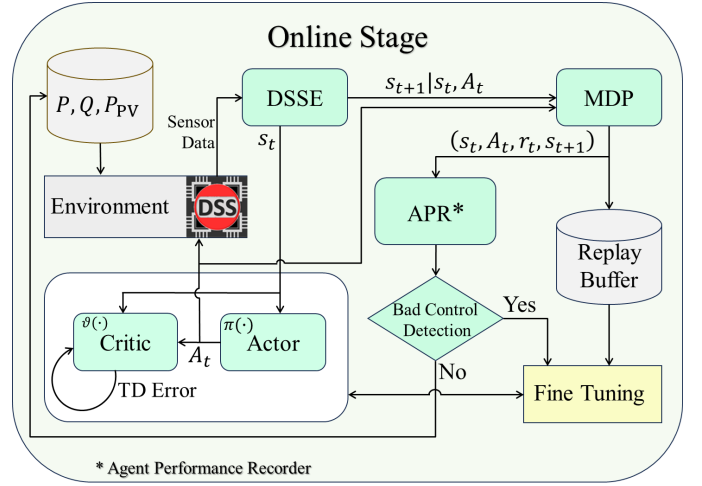 Online Stage
P, Q, P_PV
Sensor
Data
DSSE
s_{t+1}|s_t, A_t
MDP
s_t
(s_t, A_t, r_t, s_{t+1})
Environment
DSS
APR*
Replay
Buffer
Bad Control
Detection
Yes
No
ϑ(·)
Critic
A_t
π(·)
Actor
TD Error
Fine Tuning
* Agent Performance Recorder